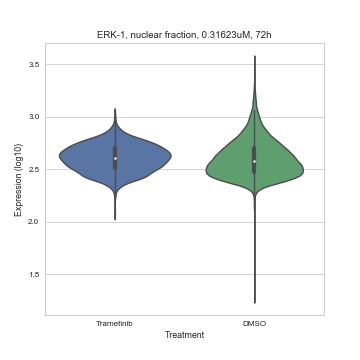 ERK-1, nuclear fraction, 0.31623uM, 72h
3.5
3.0
2.5
2.0
1.5
Expression (log10)
Trametinib
DMSO
Treatment